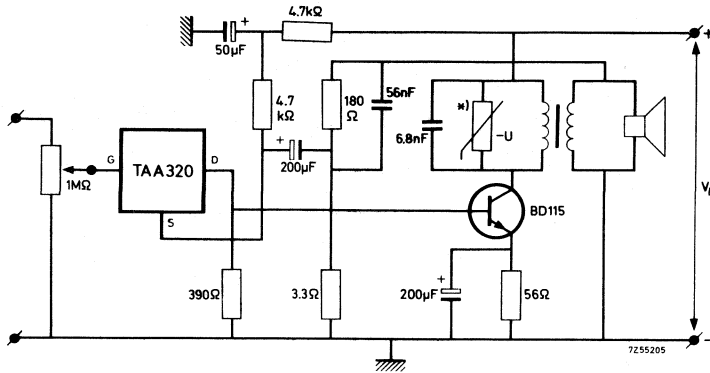 4.7kΩ
+
+
50µF
4.7
kΩ
180
Ω
56nF
*)
-U
6.8nF
+
200µF
G
TAA320
D
1MΩ
S
BD115
390Ω
3.3Ω
+
200µF
56Ω
-
7Z55205